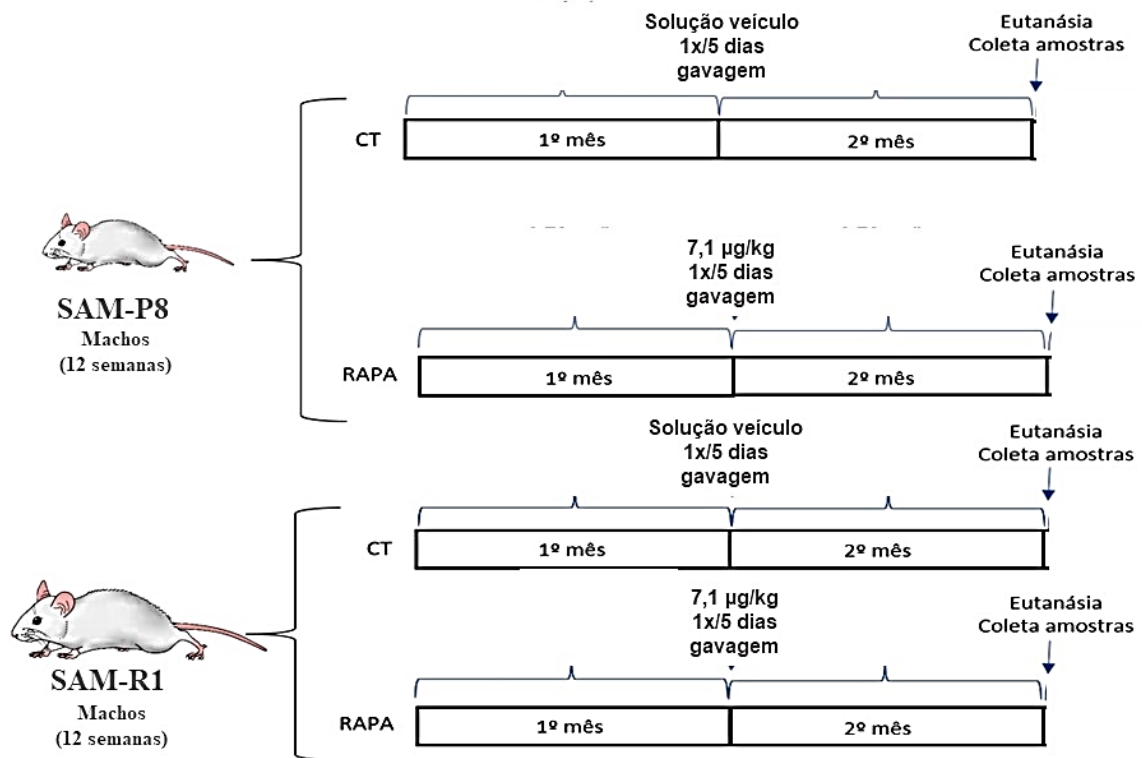 Solução veículo
1x/5 dias
gavagem
Eutanásia
Coleta amostras
CT
1º mês
2º mês
SAM-P8
Machos
(12 semanas)
7,1 µg/kg
1x/5 dias
gavagem
Eutanásia
Coleta amostras
RAPA
1º mês
2º mês
Solução veículo
1x/5 dias
gavagem
Eutanásia
Coleta amostras
CT
1º mês
2º mês
SAM-R1
Machos
(12 semanas)
7,1 µg/kg
1x/5 dias
gavagem
Eutanásia
Coleta amostras
RAPA
1º mês
2º mês